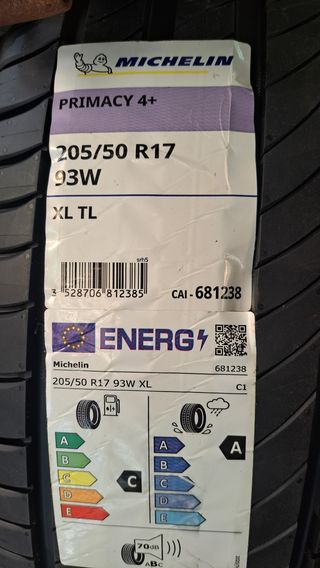 MICHELIN
PRIMACY 4+
205/50 R17
93W
XL TL
srh5
3 528706 812385
CAI - 681238
ENERG
Michelin 681238
205/50 R17 93W XL C1
A
B
C
D
E
C
A
B
C
D
E
A
70dB
ABC